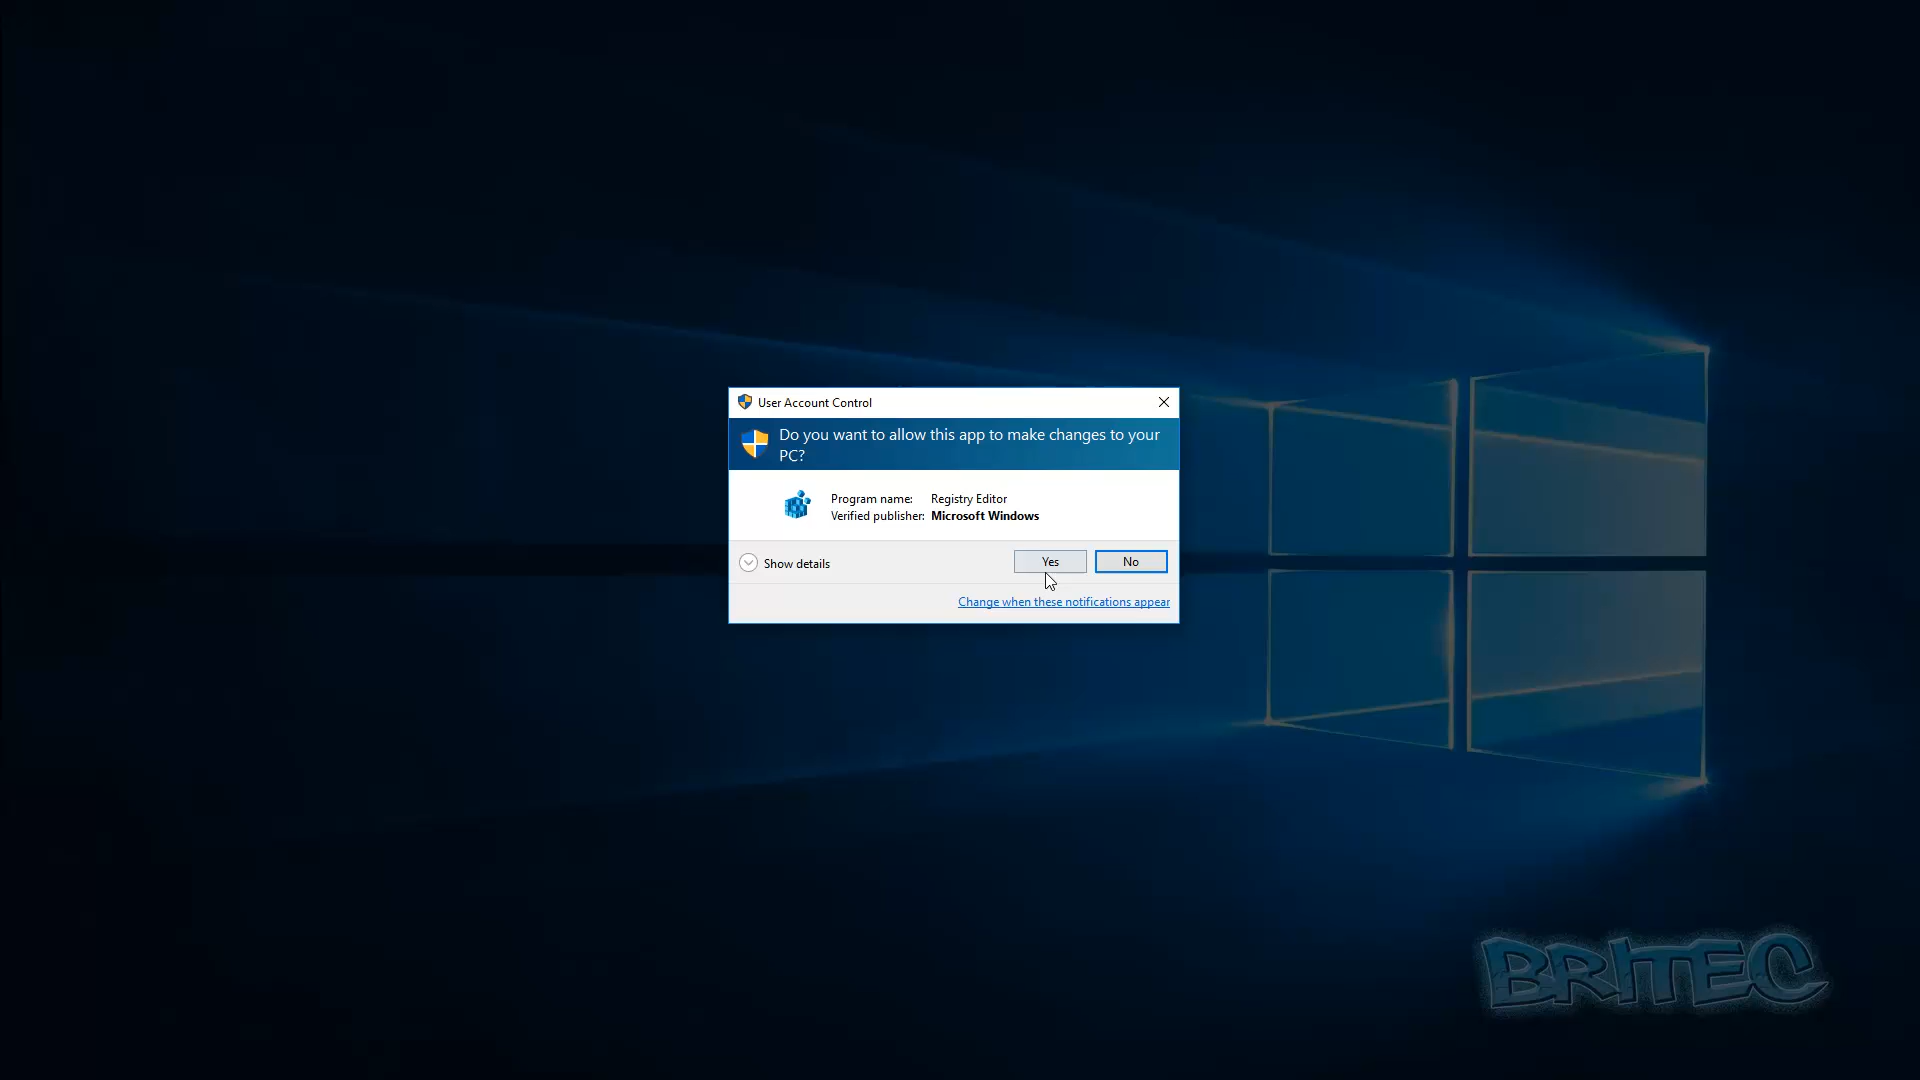 User Account Control
Do you want to allow this app to make changes to your
PC?
Program name: Registry Editor
Verified publisher: Microsoft Windows
Show details
Yes
No
Change when these notifications appear
BRITEC